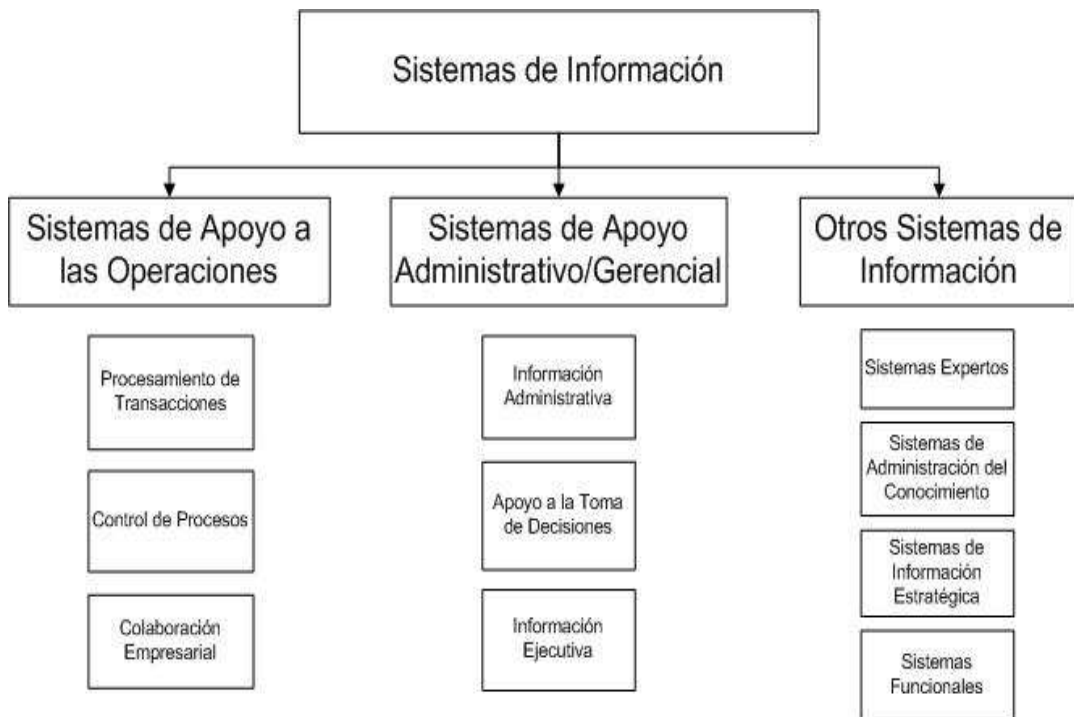 Sistemas de Información
Sistemas de Apoyo a
las Operaciones
Procesamiento de
Transacciones
Control de Procesos
Colaboración
Empresarial
Sistemas de Apoyo
Administrativo/Gerencial
Información
Administrativa
Apoyo a la Toma
de Decisiones
Información
Ejecutiva
Otros Sistemas de
Información
Sistemas Expertos
Sistemas de
Administración del
Conocimiento
Sistemas de
Información
Estratégica
Sistemas
Funcionales